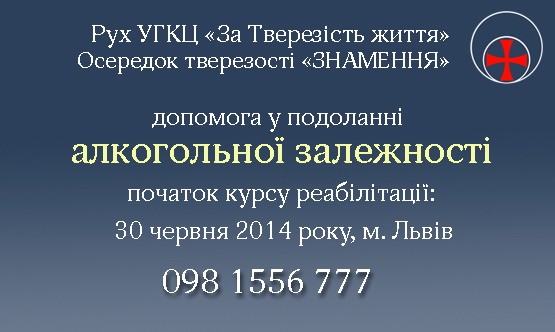 Рух УГКЦ «За Тверезість життя»
Осередок тверезості «ЗНАМЕННЯ»
допомога у подоланні
алкогольної залежності
початок курсу реабілітації:
30 червня 2014 року, м. Львів
098 1556 777